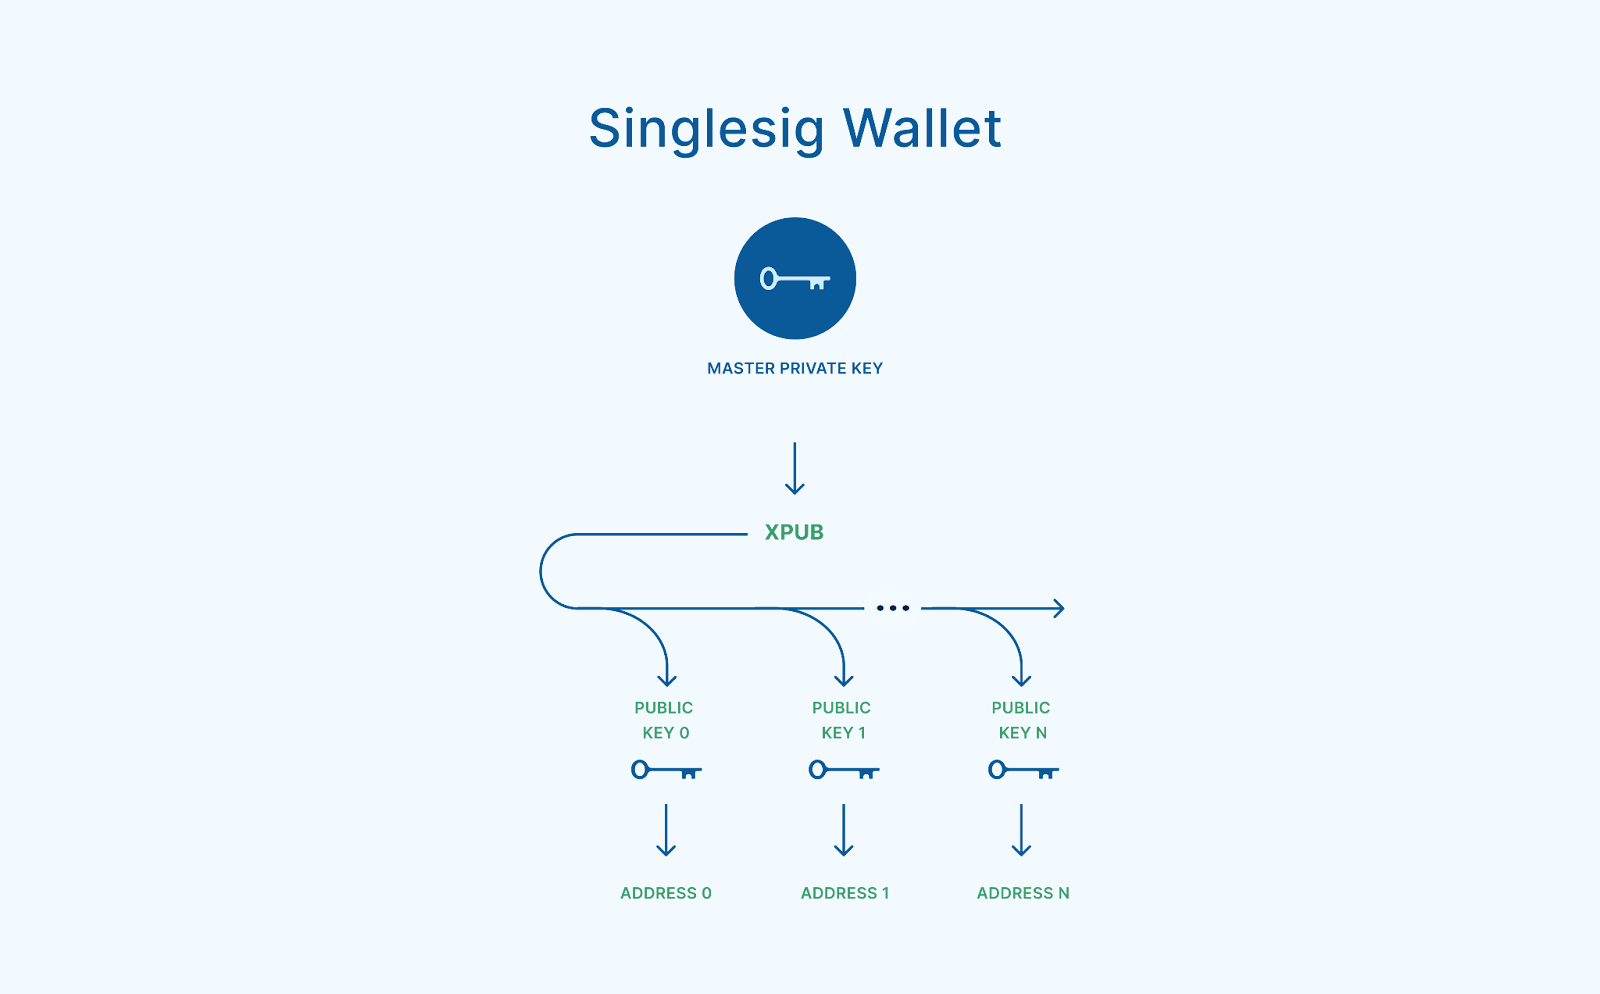 Singlesig Wallet
MASTER PRIVATE KEY
XPUB
PUBLIC
KEY 0
PUBLIC
KEY 1
PUBLIC
KEY N
ADDRESS 0
ADDRESS 1
ADDRESS N